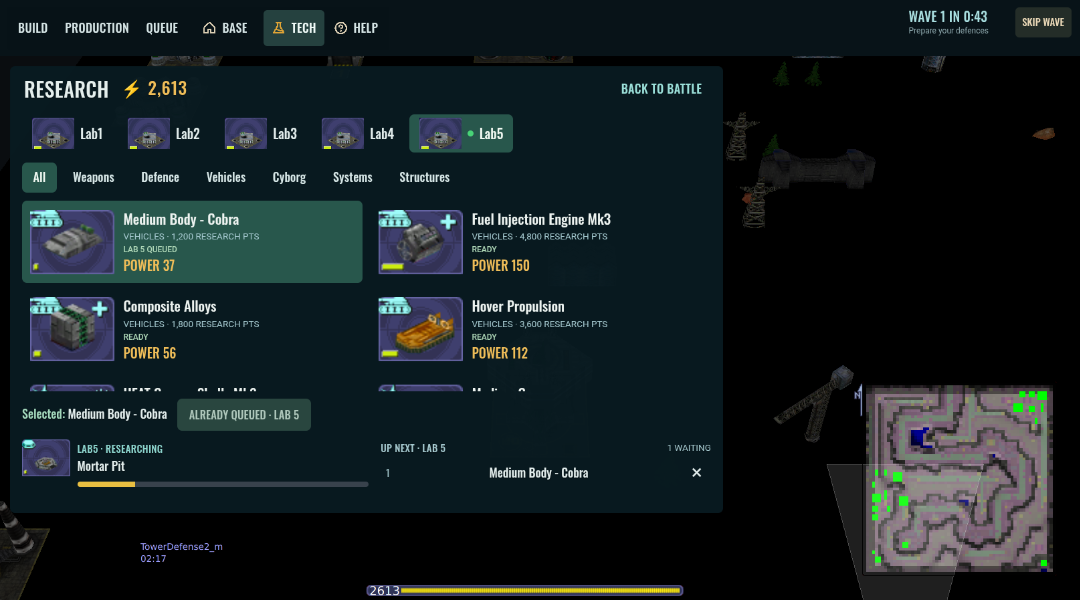 BUILD PRODUCTION QUEUE BASE TECH HELP
WAVE 1 IN 0:43
Prepare your defences
SKIP WAVE
RESEARCH 2,613
BACK TO BATTLE
Lab1 Lab2 Lab3 Lab4 Lab5
All Weapons Defence Vehicles Cyborg Systems Structures
Medium Body - Cobra
VEHICLES · 1,200 RESEARCH PTS
LAB 5 QUEUED
POWER 37
Fuel Injection Engine Mk3
VEHICLES · 4,800 RESEARCH PTS
READY
POWER 150
Composite Alloys
VEHICLES · 1,800 RESEARCH PTS
READY
POWER 56
Hover Propulsion
VEHICLES · 3,600 RESEARCH PTS
READY
POWER 112
Selected: Medium Body - Cobra
ALREADY QUEUED · LAB 5
LAB5 · RESEARCHING
Mortar Pit
UP NEXT · LAB 5
1 WAITING
1 Medium Body - Cobra
N
TowerDefense2_m
02:17
2613